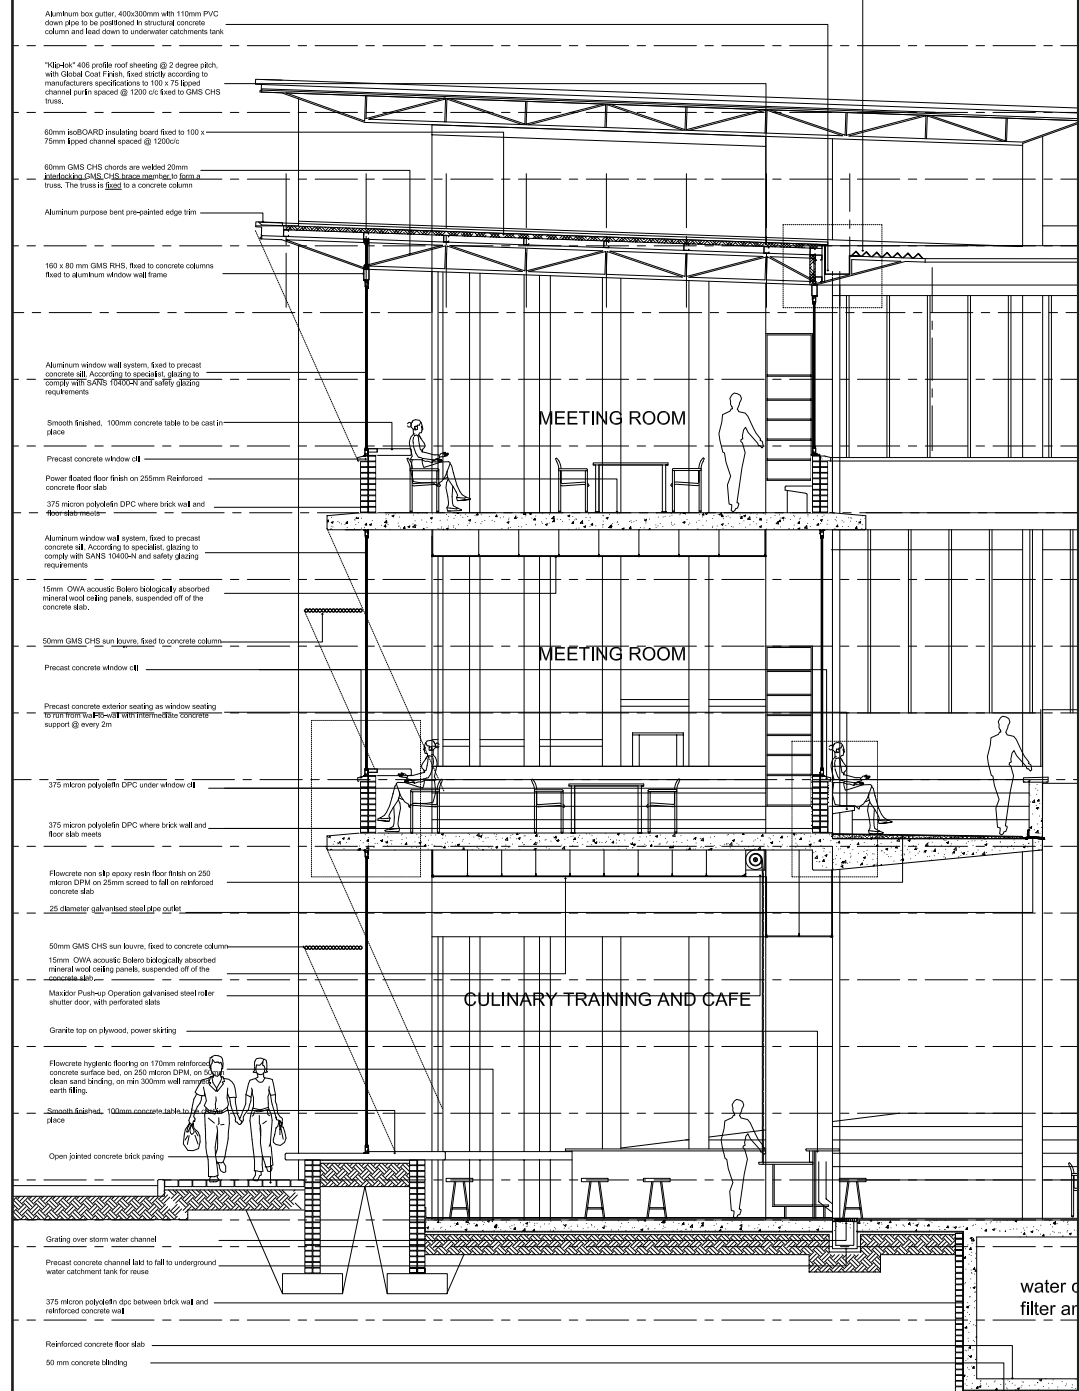 Aluminum box gutter, 400x300mm with 110mm PVC
down pipe to be positioned in structural concrete
column and lead down to underwater catchments tank
"Klip-lok" 406 profile roof sheeting @ 2 degree pitch,
with Global Coat Finish, fixed strictly according to
manufacturers specifications to 100 x 75 lipped
channel purlin spaced @ 1200 c/c fixed to GMS CHS
truss.
60mm isoBOARD insulating board fixed to 100 x
75mm lipped channel spaced @ 1200c/c
60mm GMS CHS chords are welded 20mm
interlocking GMS CHS brace member to form a
truss. The truss is fixed to a concrete column
Aluminum purpose bent pre-painted edge trim
160 x 80 mm GMS RHS, fixed to concrete columns
fixed to aluminum window wall frame
Aluminum window wall system, fixed to precast
concrete sill. According to specialist, glazing to
comply with SANS 10400-N and safety glazing
requirements
MEETING ROOM
Smooth finished, 100mm concrete table to be cast in
place
Precast concrete window cill
Power floated floor finish on 255mm Reinforced
concrete floor slab
375 micron polyolefin DPC where brick wall and
floor slab meets
Aluminum window wall system, fixed to precast
concrete sill. According to specialist, glazing to
comply with SANS 10400-N and safety glazing
requirements
15mm OWA acoustic Bolero biologically absorbed
mineral wool ceiling panels, suspended off of the
concrete slab.
50mm GMS CHS sun louvre, fixed to concrete column
MEETING ROOM
Precast concrete window cill
Precast concrete exterior seating as window seating
to run from wall-to-wall with intermediate concrete
support @ every 2m
375 micron polyolefin DPC under window cill
375 micron polyolefin DPC where brick wall and
floor slab meets
Flowcrete non slip epoxy resin floor finish on 250
micron DPM on 25mm screed to fall on reinforced
concrete slab
25 diameter galvanised steel pipe outlet
50mm GMS CHS sun louvre, fixed to concrete column
15mm OWA acoustic Bolero biologically absorbed
mineral wool ceiling panels, suspended off of the
concrete slab.
Maxidor Push-up Operation galvanised steel roller
shutter door, with perforated slats
CULINARY TRAINING AND CAFE
Granite top on plywood, power skirting
Flowcrete hygienic flooring on 170mm reinforced
concrete surface bed, on 250 micron DPM, on 50mm
clean sand binding, on min 300mm well rammed
earth filling.
Smooth finished, 100mm concrete table to be cast in
place
Open jointed concrete brick paving
Grating over storm water channel
Precast concrete channel laid to fall to underground
water catchment tank for reuse
water
filter
375 micron polyolefin dpc between brick wall and
reinforced concrete wall
Reinforced concrete floor slab
50 mm concrete blinding